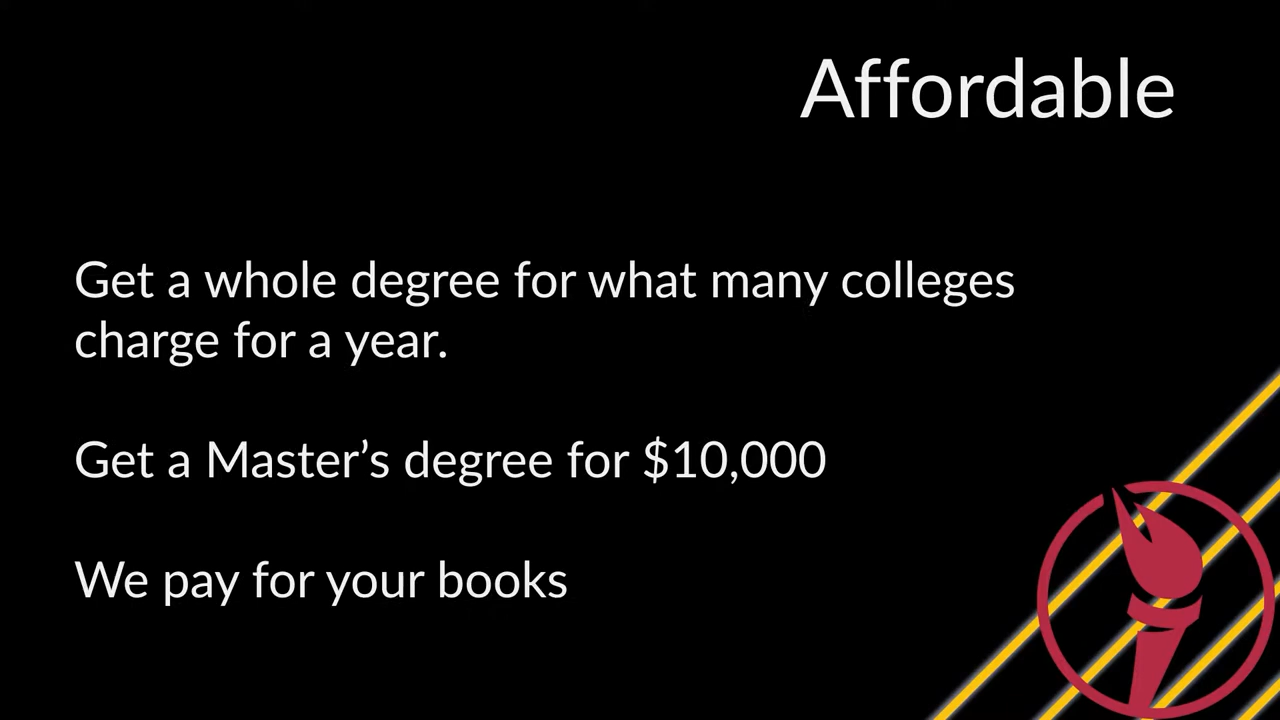 Affordable
Get a whole degree for what many colleges
charge for a year.
Get a Master’s degree for $10,000
We pay for your books